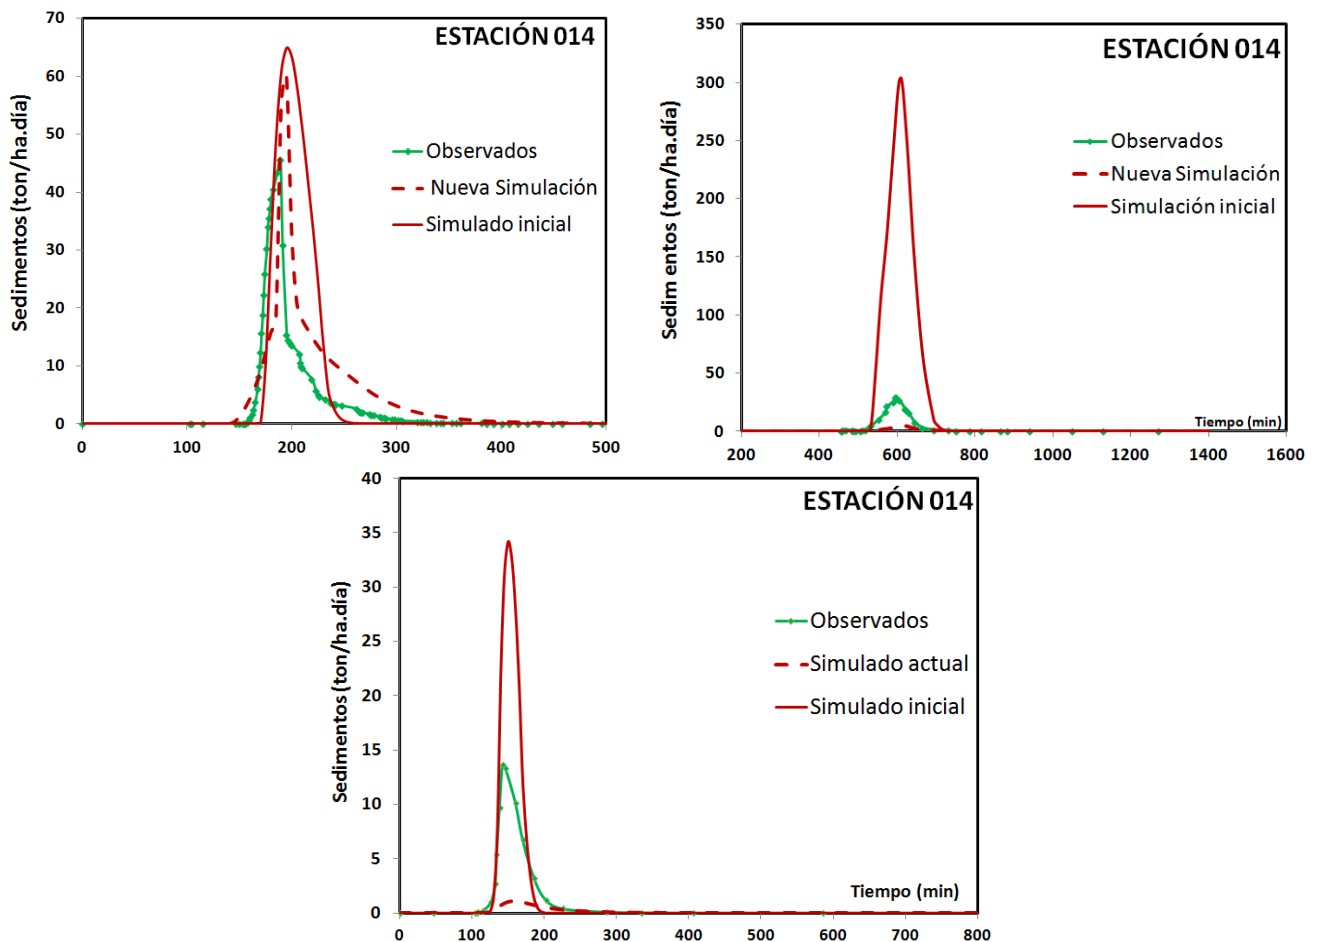 ESTACIÓN 014
Sedimentos (ton/ha.día)
70
60
50
40
30
20
10
0
Observados
Nueva Simulación
Simulado inicial
0 100 200 300 400 500
ESTACIÓN 014
Sedim entos (ton/ha.día)
350
300
250
200
150
100
50
0
Observados
Nueva Simulación
Simulación inicial
Tiempo (min)
200 400 600 800 1000 1200 1400 1600
ESTACIÓN 014
Sedimentos (ton/ha.día)
40
35
30
25
20
15
10
5
0
Observados
Simulado actual
Simulado inicial
Tiempo (min)
0 100 200 300 400 500 600 700 800